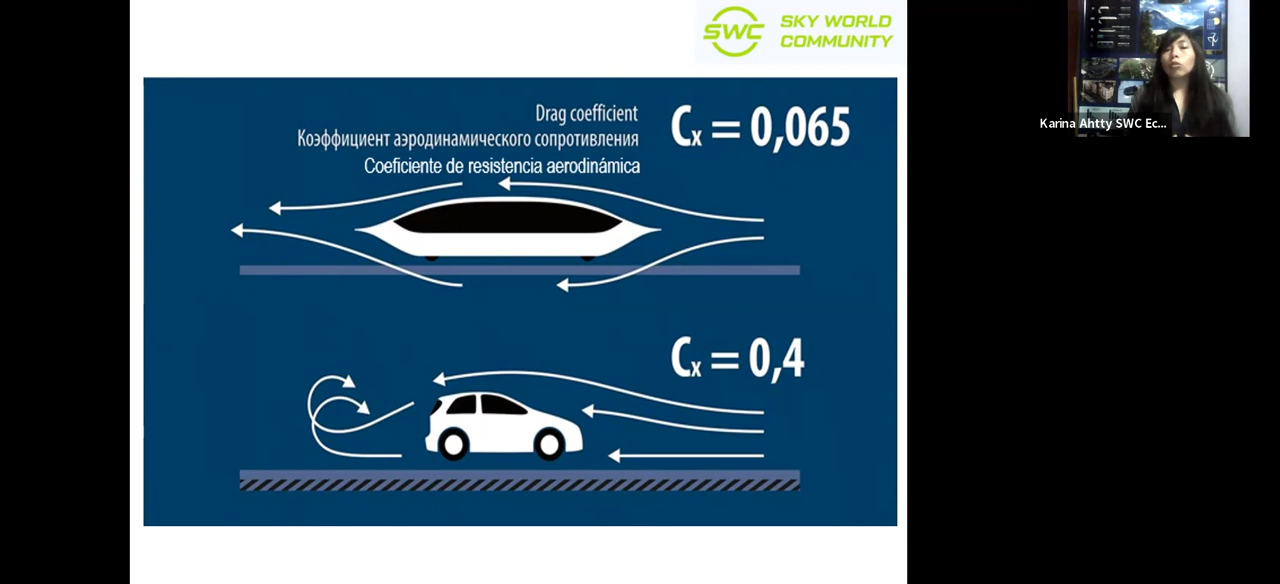 SWC
SKY WORLD
COMMUNITY
Karina Ahtty SWC Ec...
Drag coefficient
Коэффициент аэродинамического сопротивления
Coeficiente de resistencia aerodinámica
Cx = 0,065
Cx = 0,4